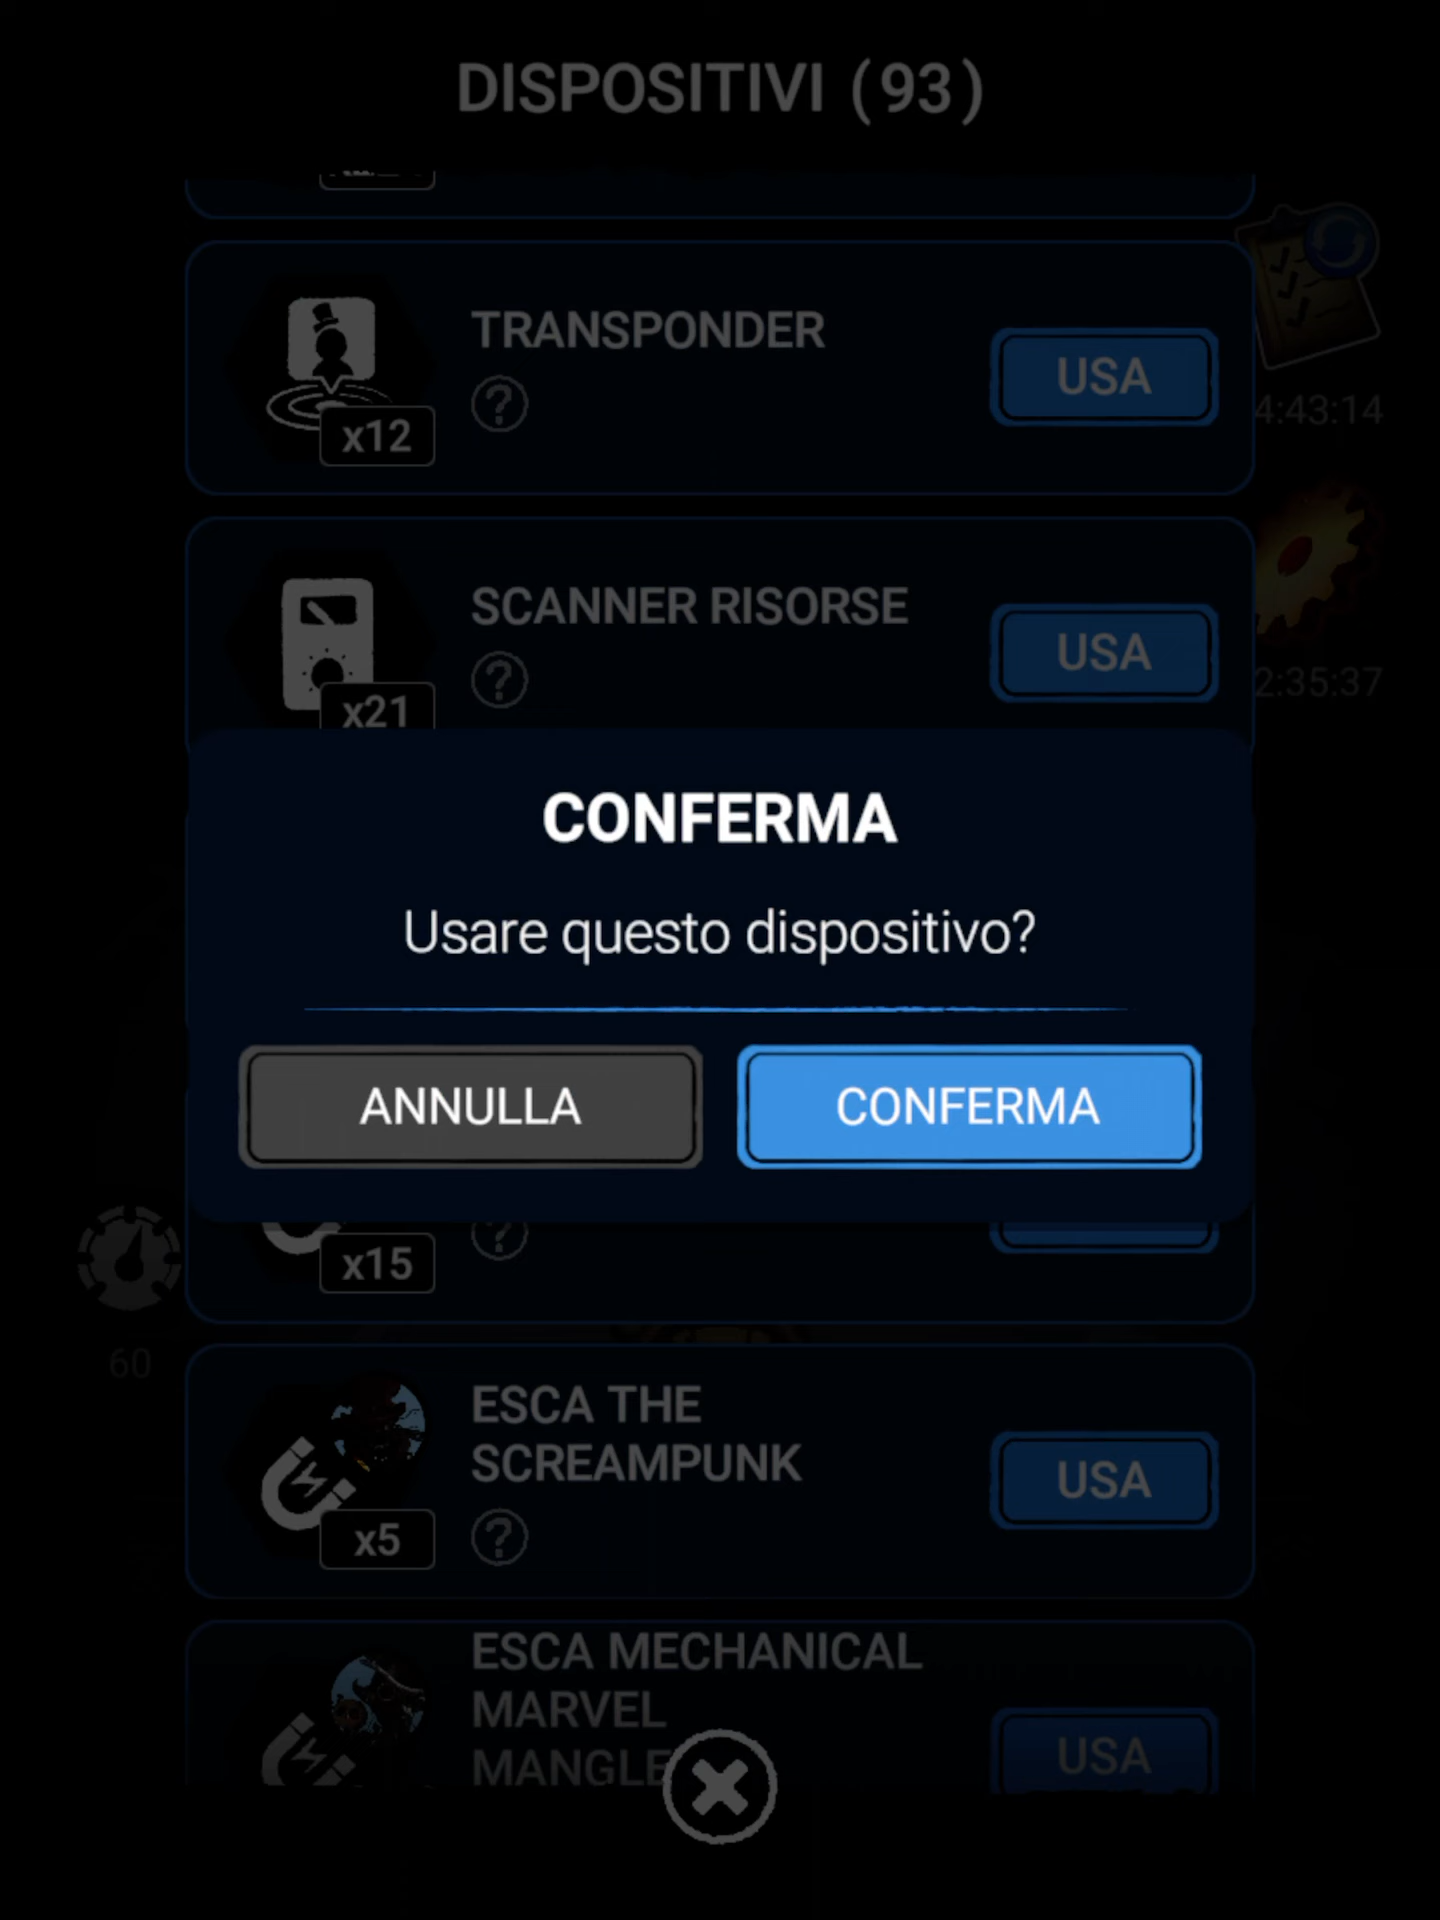 DISPOSITIVI (93)
TRANSPONDER
USA
x12
4:43:14
SCANNER RISORSE
USA
x21
2:35:37
CONFERMA
Usare questo dispositivo?
ANNULLA
CONFERMA
x15
60
ESCA THE
SCREAMPUNK
USA
x5
ESCA MECHANICAL
MARVEL
MANGLE
USA